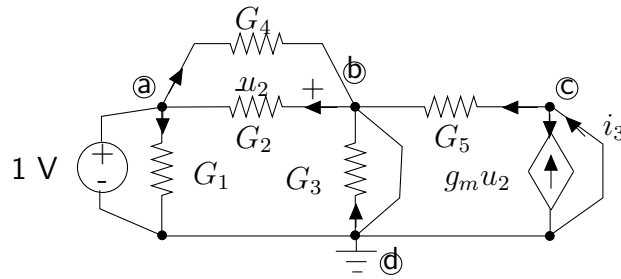 G₄
ⓐ
ⓑ
u₂
+
ⓒ
G₂
G₅
i₃
1 V
+
-
G₁
G₃
gₘu₂
ⓓ